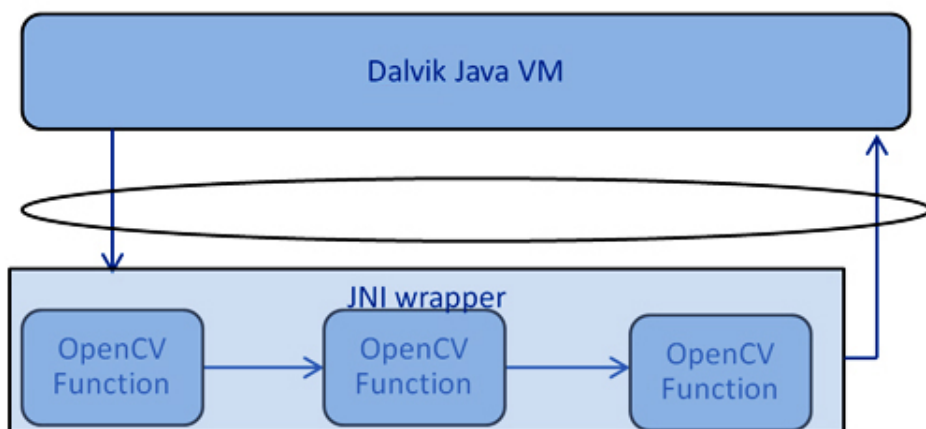 Dalvik Java VM
JNI wrapper
OpenCV
Function
OpenCV
Function
OpenCV
Function